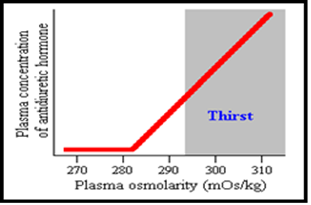 Plasma concentration
of antidiuretic hormone
Thirst
270 280 290 300 310
Plasma osmolarity (mOs/kg)